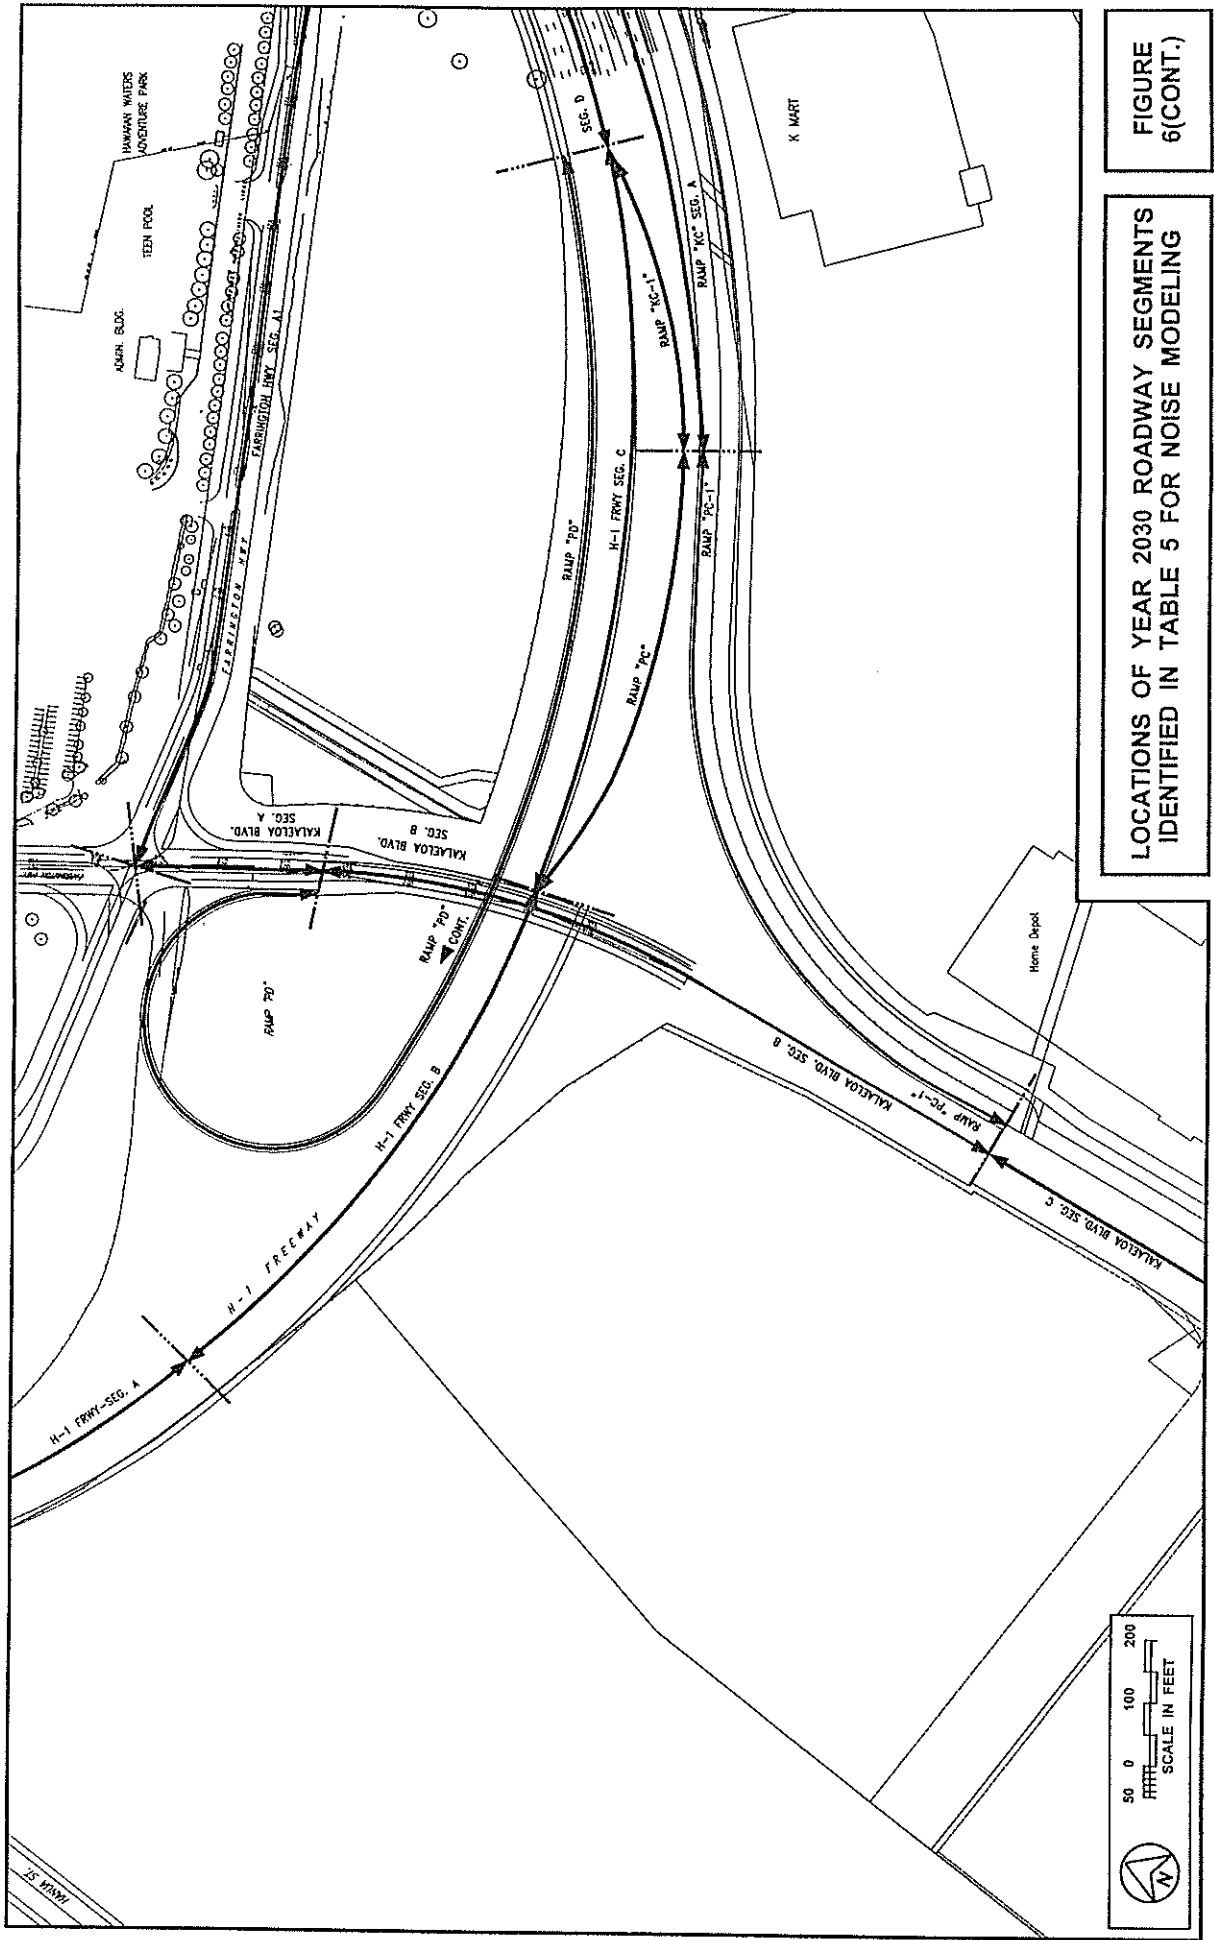 HAWAIIAN WATERS
ADVENTURE PARK
TEEN POOL
ADMIN. BLDG.
FARRINGTON HWY SEG. A1
FARRINGTON HWY
SEG. D
K MART
RAMP "KC" SEG. A
RAMP "KC-1"
RAMP "PD"
H-1 FRWY SEG. C
RAMP "PC-1"
RAMP "PC"
KALAELOA BLVD.
SEG. A
KALAELOA BLVD.
SEG. B
RAMP "PD"
CONT.
RAMP "PD"
H-1 FRWY SEG. B
H-1 FREEWAY
H-1 FRWY-SEG. A
Home Depot
KALAELOA BLVD. SEG. B
RAMP "PC-1"
KALAELOA BLVD. SEG. C
HANUA ST.
N
50 0 100 200
SCALE IN FEET
LOCATIONS OF YEAR 2030 ROADWAY SEGMENTS
IDENTIFIED IN TABLE 5 FOR NOISE MODELING
FIGURE
6(CONT.)